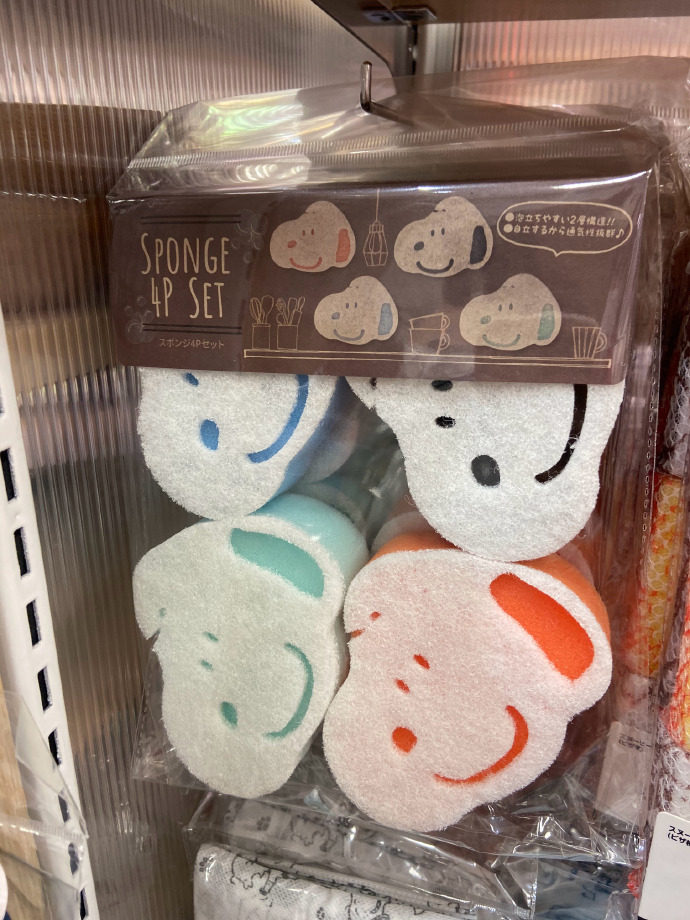 SPONGE
4P SET
スポンジ4Pセット
●泡立ちやすい2層構造!!
●自立するから通気性抜群♪